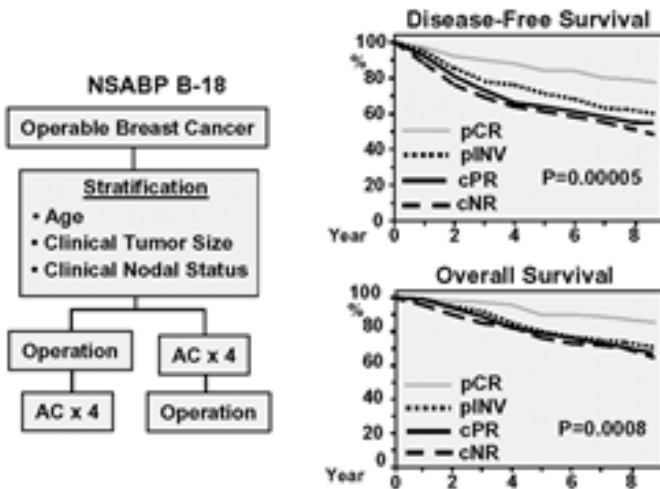 NSABP B-18
Operable Breast Cancer
Stratification
• Age
• Clinical Tumor Size
• Clinical Nodal Status
Operation
AC x 4
AC x 4
Operation
Disease-Free Survival
100
%
80
60
40
20
0
pCR
pINV
cPR
cNR
P=0.00005
Year
0 2 4 6 8
Overall Survival
100
%
80
60
40
20
0
pCR
pINV
cPR
cNR
P=0.0008
Year
0 2 4 6 8